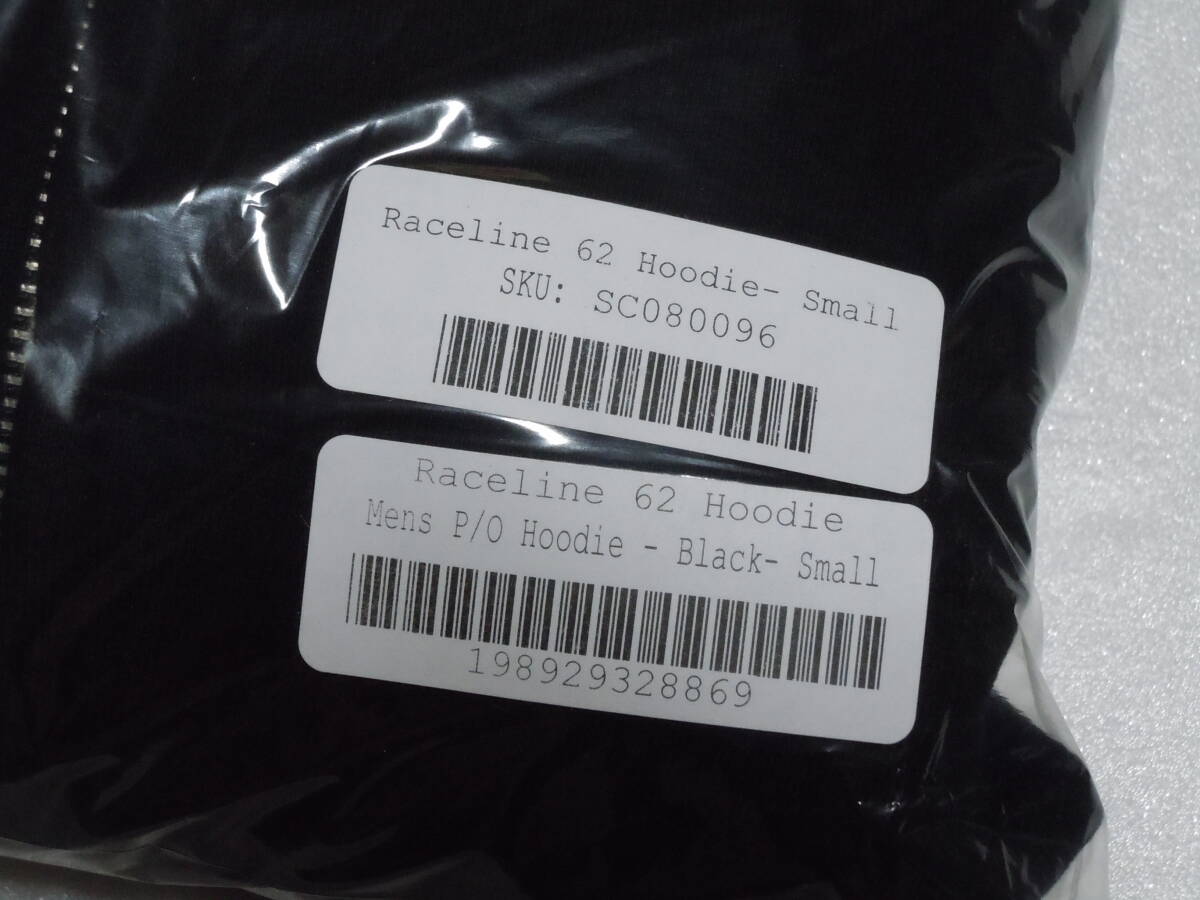 Raceline 62 Hoodie- Small
SKU: SC080096
Raceline 62 Hoodie
Mens P/O Hoodie - Black- Small
198929328869